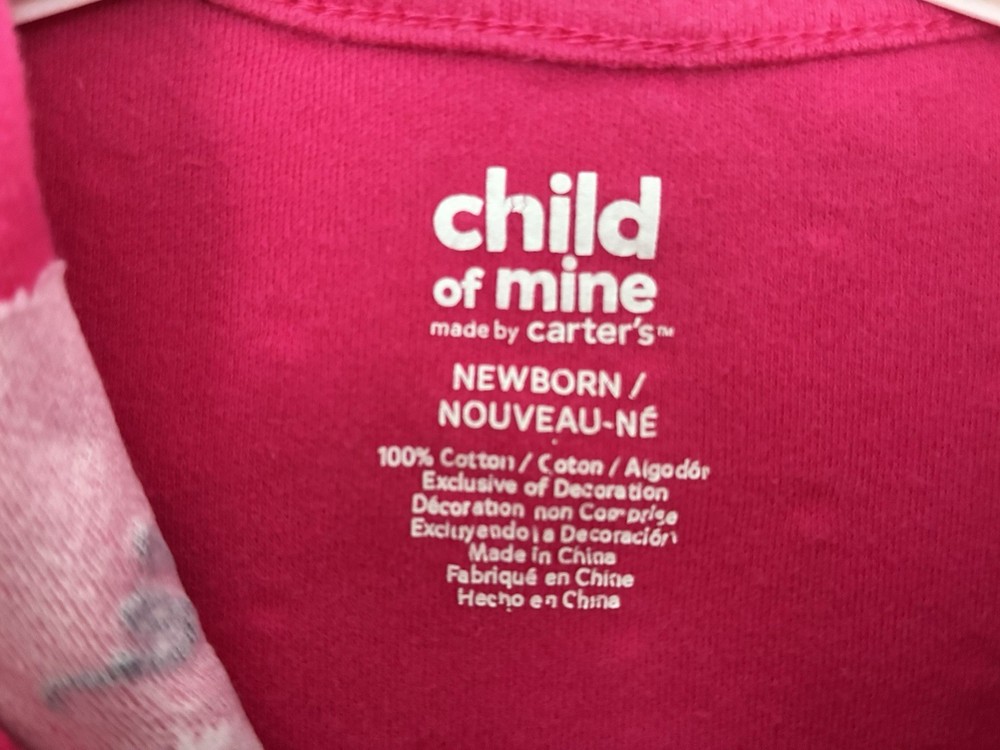 child
of mine
made by carter's™
NEWBORN /
NOUVEAU-NÉ
100% Cotton / Coton / Algodón
Exclusive of Decoration
Décoration non Comprise
Excluyendo la Decoración
Made in China
Fabriqué en Chine
Hecho en China